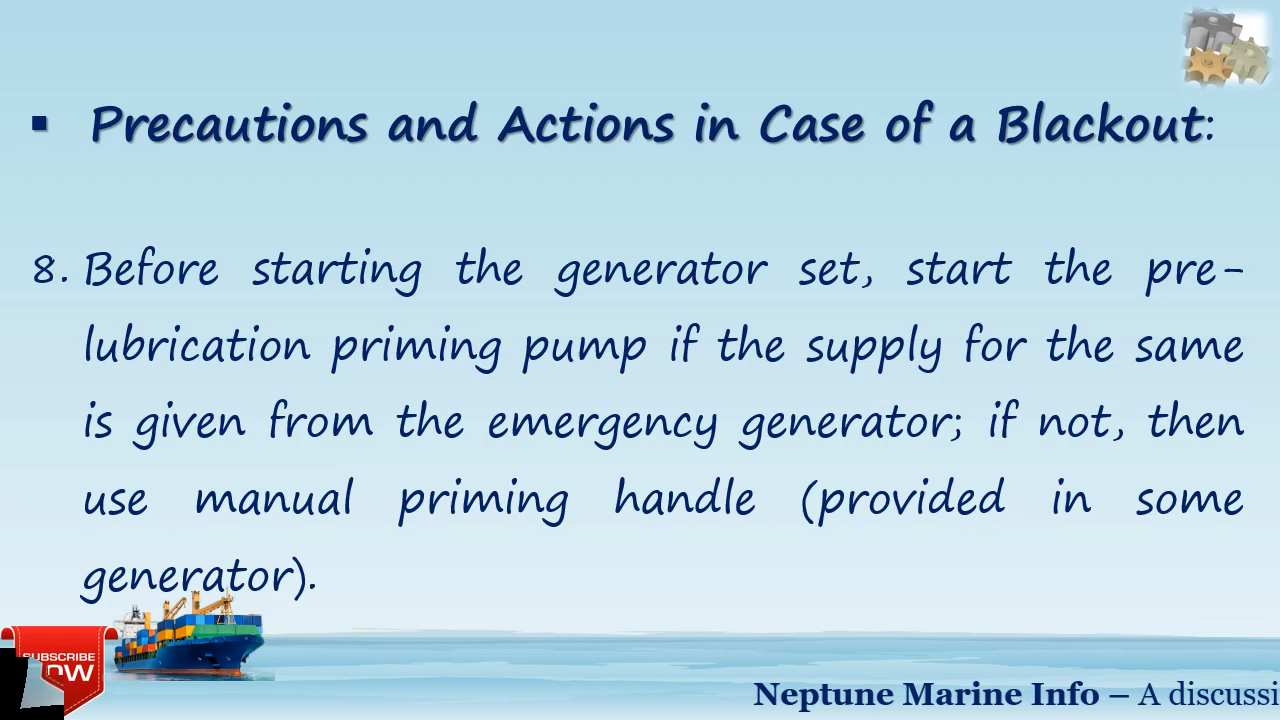 ▪ Precautions and Actions in Case of a Blackout:
8. Before starting the generator set, start the pre-
lubrication priming pump if the supply for the same
is given from the emergency generator; if not, then
use manual priming handle (provided in some
generator).
SUBSCRIBE
Neptune Marine Info – A discussi